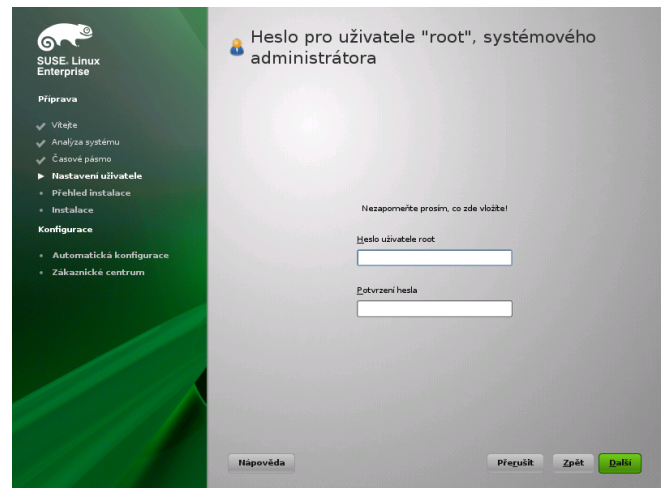 SUSE. Linux
Enterprise
Příprava
Vítejte
Analýza systému
Časové pásmo
Nastavení uživatele
Přehled instalace
Instalace
Konfigurace
Automatická konfigurace
Zákaznické centrum
Heslo pro uživatele "root", systémového
administrátora
Nezapomeňte prosím, co zde vložíte!
Heslo uživatele root
Potvrzení hesla
Nápověda
Přerušit
Zpět
Další